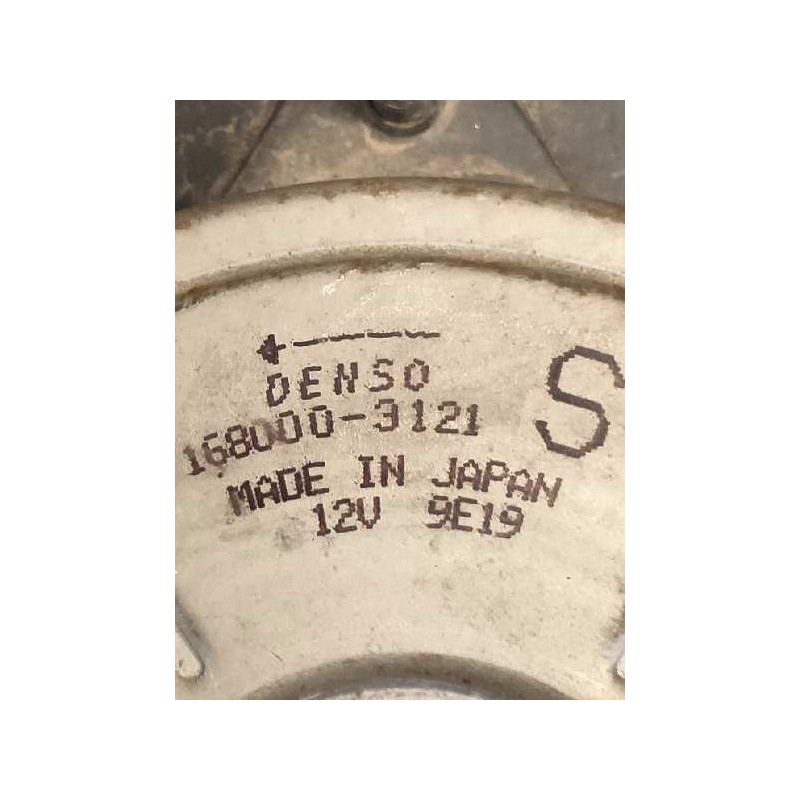 DENSO
S
168000-3121
MADE IN JAPAN
12V 9E19